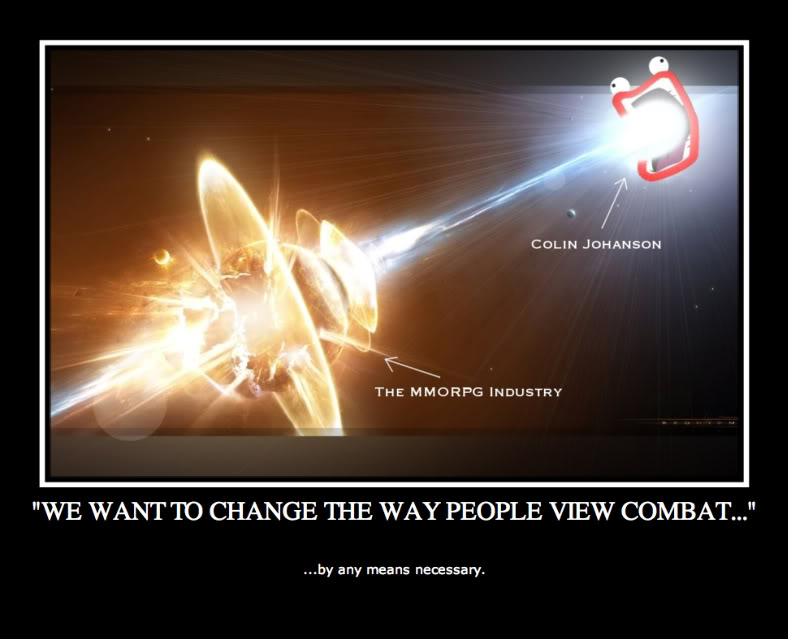 Colin Johanson
The MMORPG Industry
"WE WANT TO CHANGE THE WAY PEOPLE VIEW COMBAT..."
...by any means necessary.